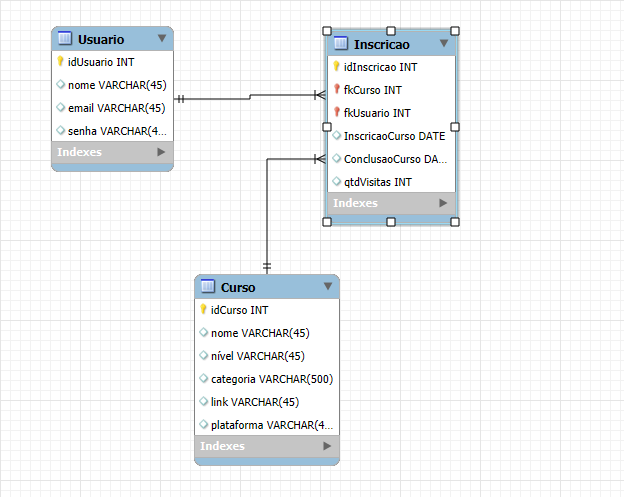 Usuario
idUsuario INT
nome VARCHAR(45)
email VARCHAR(45)
senha VARCHAR(4...
Indexes
Inscricao
idInscricao INT
fkCurso INT
fkUsuario INT
InscricaoCurso DATE
ConclusaoCurso DA...
qtdVisitas INT
Indexes
Curso
idCurso INT
nome VARCHAR(45)
nível VARCHAR(45)
categoria VARCHAR(500)
link VARCHAR(45)
plataforma VARCHAR(4...
Indexes